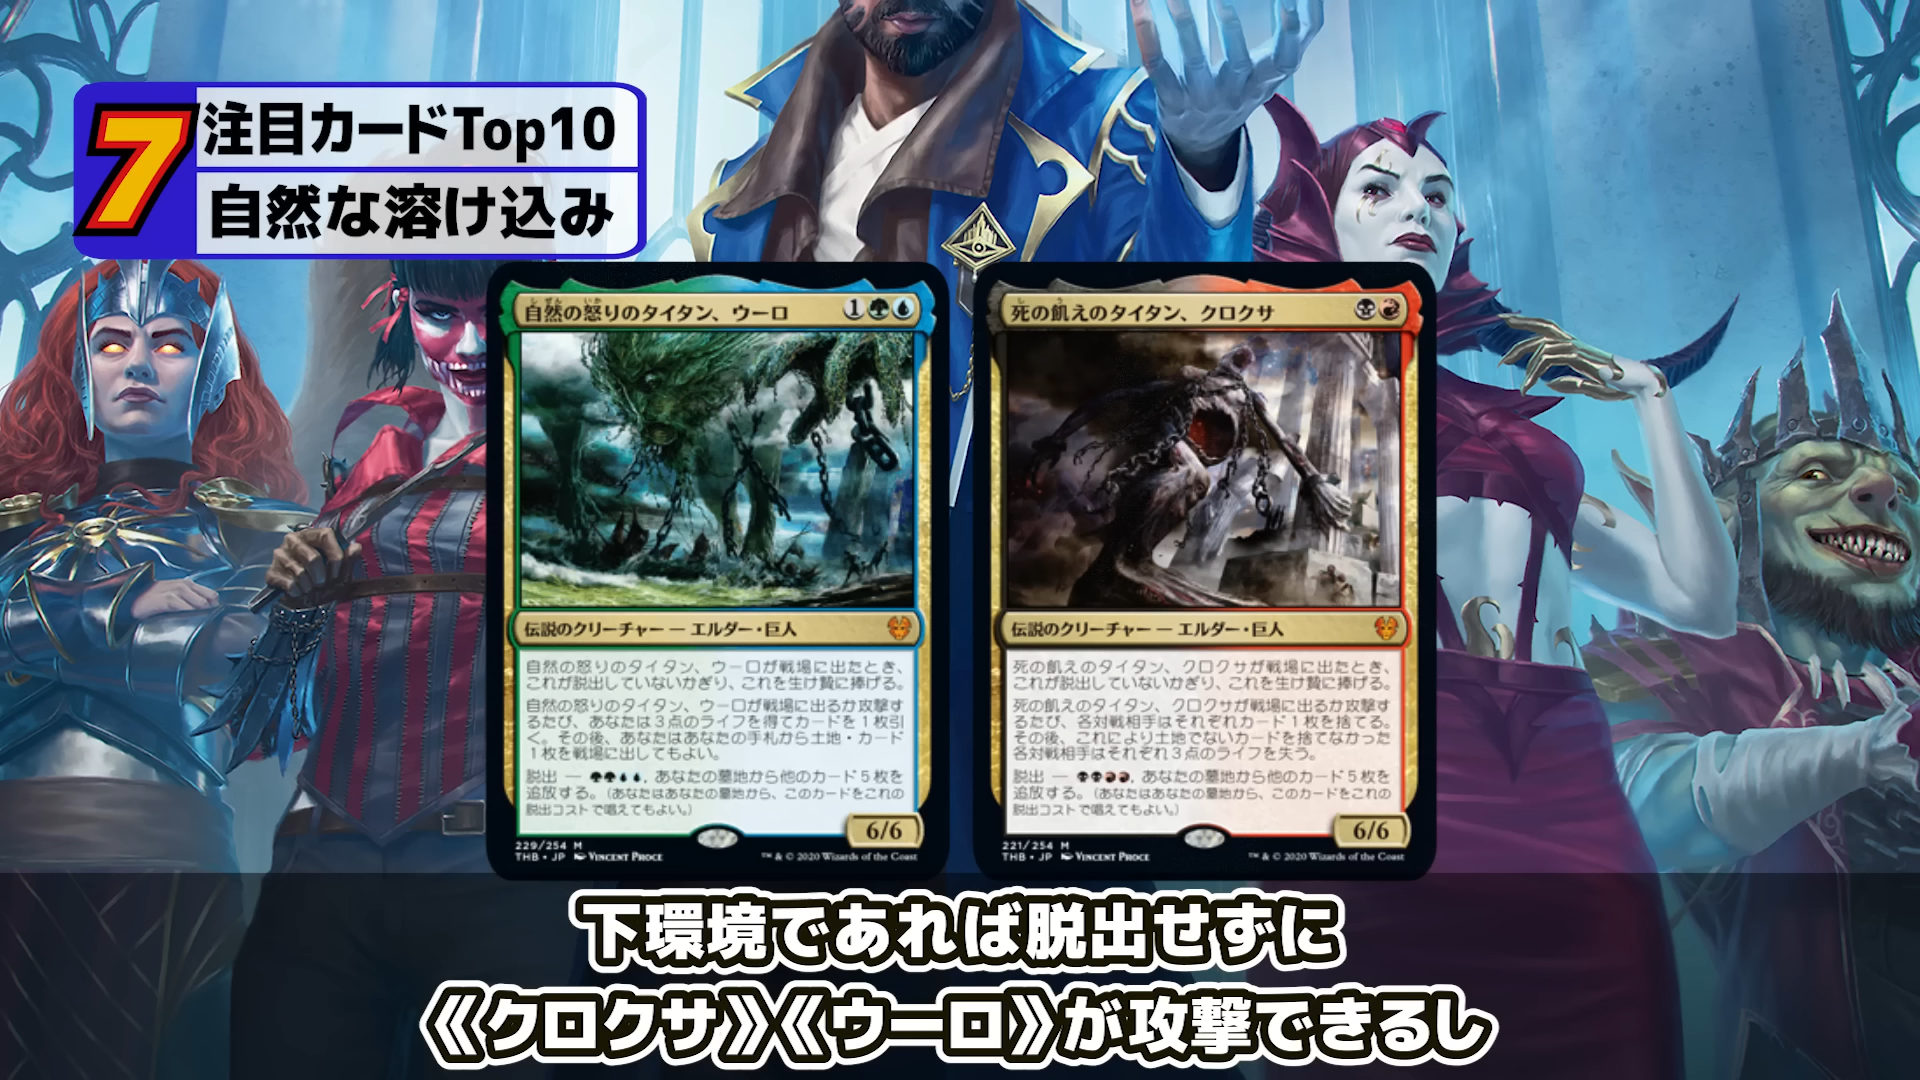 7
注目カードTop10
自然な溶け込み
自然の怒りのタイタン、ウーロ 1
伝説のクリーチャー ― エルダー・巨人
自然の怒りのタイタン、ウーロが戦場に出たとき、
これが脱出していないかぎり、これを生け贄に捧げる。
自然の怒りのタイタン、ウーロが戦場に出るか攻撃す
るたび、あなたは3点のライフを得てカードを1枚引
く。その後、あなたはあなたの手札から土地・カード
1枚を戦場に出してもよい。
脱出 ― , あなたの墓地から他のカード5枚を
追放する。(あなたはあなたの墓地から、このカードをこれの
脱出コストで唱えてもよい。)
6/6
229/254 M
THB・JP VINCENT PROCE
™ & © 2020 Wizards of the Coast
死の飢えのタイタン、クロクサ
伝説のクリーチャー ― エルダー・巨人
死の飢えのタイタン、クロクサが戦場に出たとき、
これが脱出していないかぎり、これを生け贄に捧げる。
死の飢えのタイタン、クロクサが戦場に出るか攻撃す
るたび、各対戦相手はそれぞれカード1枚を捨てる。
その後、これにより土地でないカードを捨てなかった
各対戦相手はそれぞれ3点のライフを失う。
脱出 ― , あなたの墓地から他のカード5枚を
追放する。(あなたはあなたの墓地から、このカードをこれの
脱出コストで唱えてもよい。)
6/6
221/254 M
THB・JP VINCENT PROCE
™ & © 2020 Wizards of the Coast
下環境であれば脱出せずに
《クロクサ》《ウーロ》が攻撃できるし